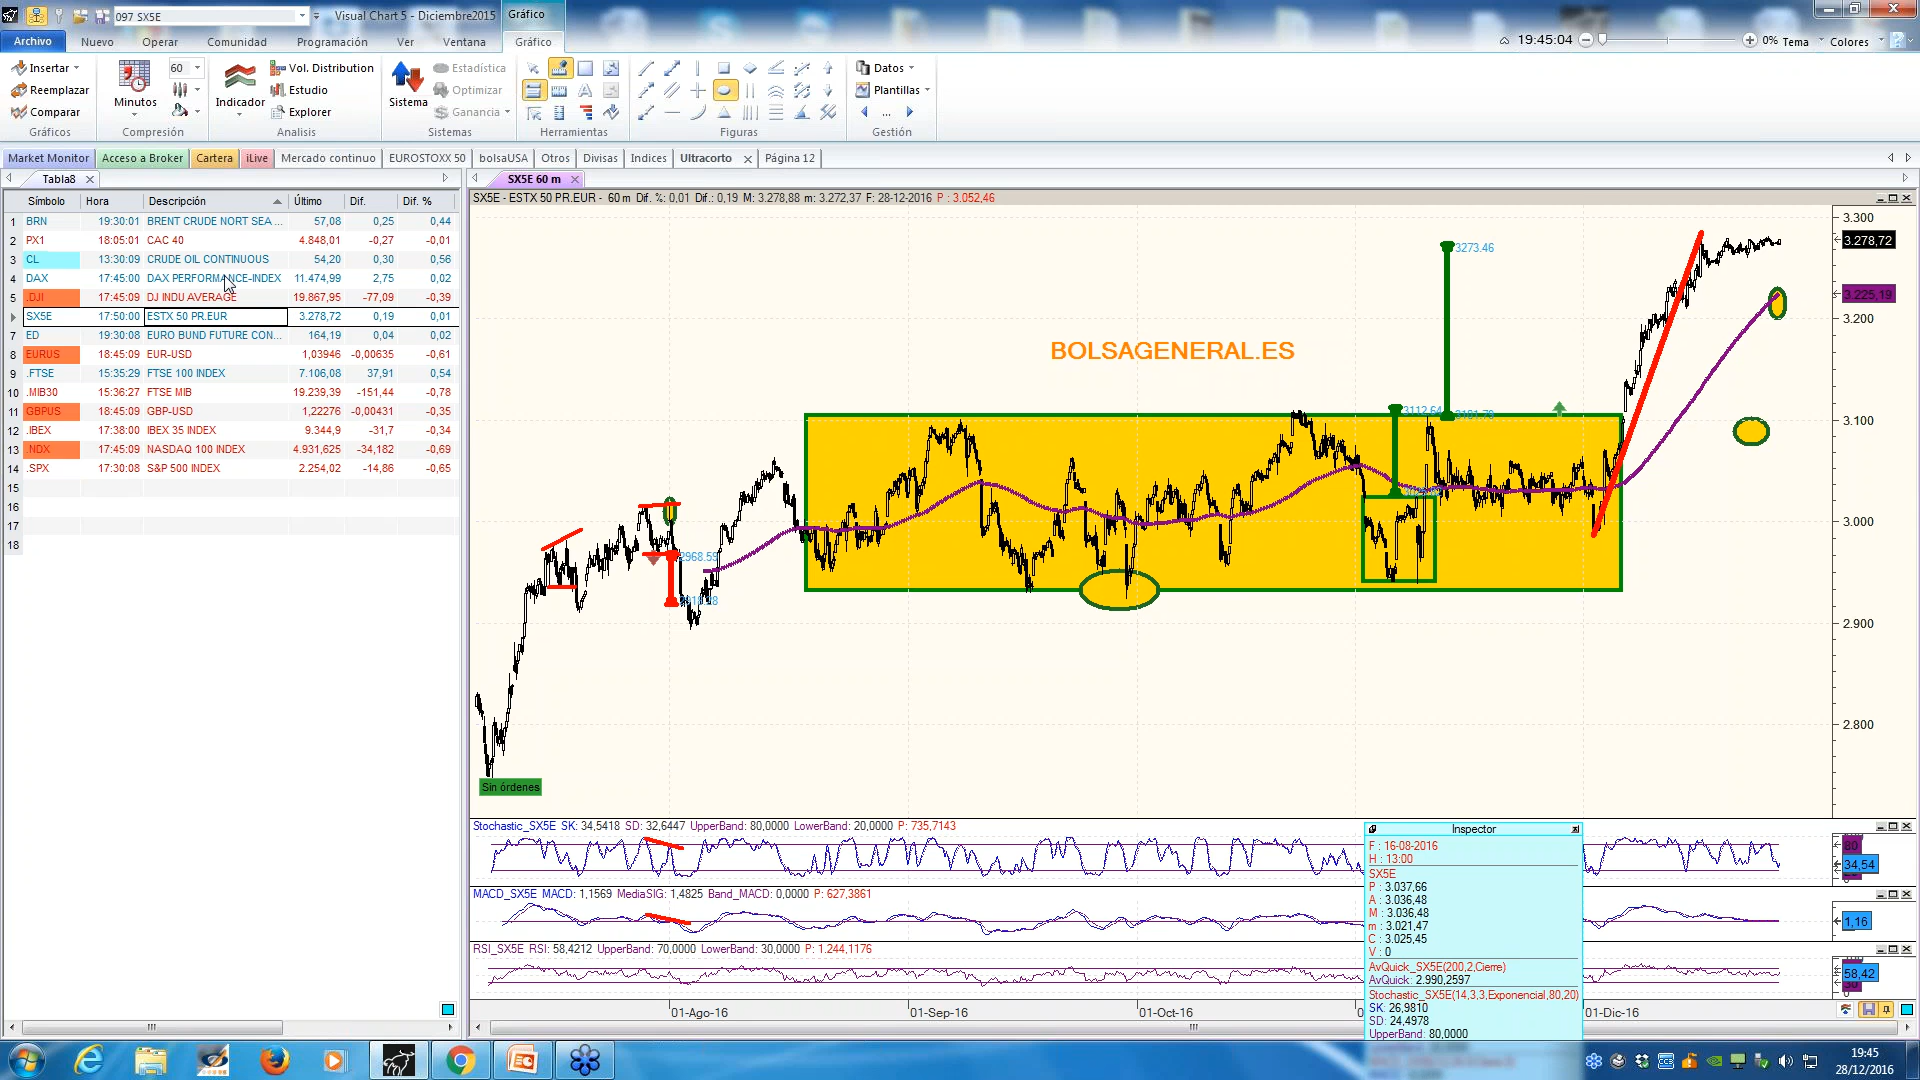 097 SX5E
Visual Chart 5 - Diciembre2015
Gráfico
Archivo Nuevo Operar Comunidad Programación Ver Ventana Gráfico
19:45:04 0% Tema Colores
Insertar
Reemplazar
Comparar
Gráficos
Minutos
60
Compresión
Indicador
Vol. Distribution
Estudio
Explorer
Analisis
Sistema
Estadística
Optimizar
Ganancia
Sistemas
Herramientas
Figuras
Datos
Plantillas
...
Gestión
Market Monitor Acceso a Broker Cartera iLive Mercado continuo EUROSTOXX 50 bolsaUSA Otros Divisas Indices Ultracorto Página 12
Tabla8
Símbolo Hora Descripción Último Dif. Dif. %
1 BRN 19:30:01 BRENT CRUDE NORT SEA ... 57,08 0,25 0,44
2 PX1 18:05:01 CAC 40 4.848,01 -0,27 -0,01
3 CL 13:30:09 CRUDE OIL CONTINUOUS 54,20 0,30 0,56
4 DAX 17:45:00 DAX PERFORMANCE-INDEX 11.474,99 2,75 0,02
5 .DJI 17:45:09 DJ INDU AVERAGE 19.867,95 -77,09 -0,39
SX5E 17:50:00 ESTX 50 PR.EUR 3.278,72 0,19 0,01
7 ED 19:30:08 EURO BUND FUTURE CON... 164,19 0,04 0,02
8 EURUS 18:45:09 EUR-USD 1,03946 -0,00635 -0,61
9 .FTSE 15:35:29 FTSE 100 INDEX 7.106,08 37,91 0,54
10 .MIB30 15:36:27 FTSE MIB 19.239,39 -151,44 -0,78
11 GBPUS 18:45:09 GBP-USD 1,22276 -0,00431 -0,35
12 .IBEX 17:38:00 IBEX 35 INDEX 9.344,9 -31,7 -0,34
13 .NDX 17:45:09 NASDAQ 100 INDEX 4.931,625 -34,182 -0,69
14 .SPX 17:30:08 S&P 500 INDEX 2.254,02 -14,86 -0,65
15
16
17
18
SX5E 60 m
SX5E - ESTX 50 PR.EUR - 60 m Dif. %: 0,01 Dif.: 0,19 M: 3.278,88 m: 3.272,37 F: 28-12-2016 P : 3.052,46
3.300
3.278,72
3.225,19
3.200
3.100
3.000
2.900
2.800
BOLSAGENERAL.ES
3273.46
3112.64
2968.59
Sin órdenes
Stochastic_SX5E SK: 34,5418 SD: 32,6447 UpperBand: 80,0000 LowerBand: 20,0000 P: 735,7143
80
34,54
MACD_SX5E MACD: 1,1569 MediaSIG: 1,4825 Band_MACD: 0,0000 P: 627,3861
1,16
RSI_SX5E RSI: 58,4212 UpperBand: 70,0000 LowerBand: 30,0000 P: 1.244,1176
58,42
Inspector
F : 16-08-2016
H : 13:00
SX5E
P : 3.037,66
A : 3.036,48
M : 3.036,48
m : 3.021,47
C : 3.025,45
V : 0
AvQuick_SX5E(200,2,Cierre)
AvQuick: 2.990,2597
Stochastic_SX5E(14,3,3,Exponencial,80,20)
SK: 26,9810
SD: 24,4978
UpperBand: 80,0000
01-Ago-16 01-Sep-16 01-Oct-16 01-Dic-16
19:45
28/12/2016